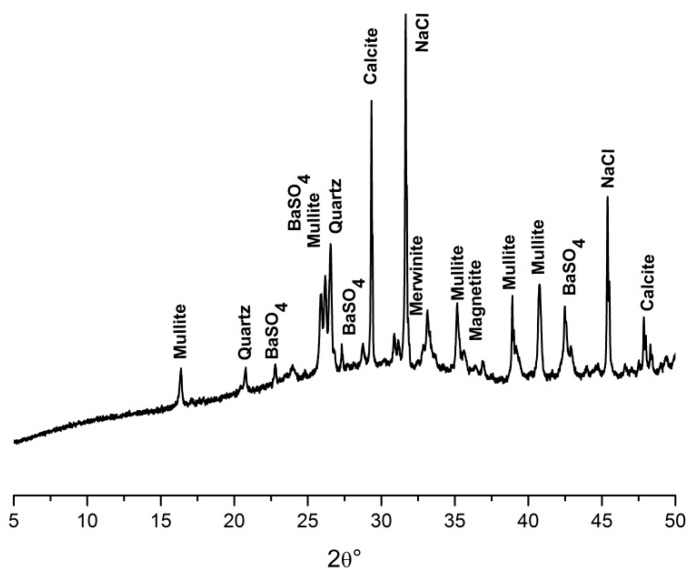 Mullite
Quartz
BaSO4
BaSO4
Mullite
Quartz
BaSO4
Calcite
NaCl
Merwinite
Mullite
Magnetite
Mullite
Mullite
BaSO4
NaCl
Calcite
5 10 15 20 25 30 35 40 45 50
2θ°